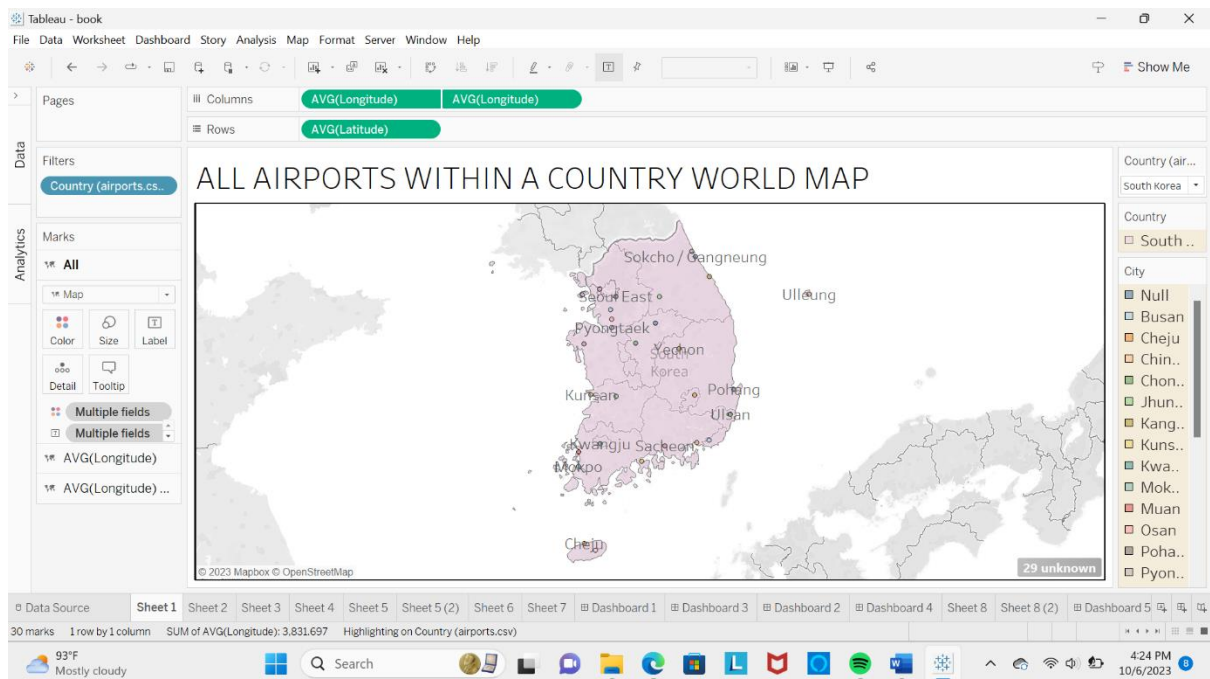 Tableau - book
File Data Worksheet Dashboard Story Analysis Map Format Server Window Help
Show Me
Pages
Columns
AVG(Longitude)
AVG(Longitude)
Rows
AVG(Latitude)
Data
Analytics
Filters
Country (airports.cs..
Marks
All
Map
Color
Size
Label
Detail
Tooltip
Multiple fields
Multiple fields
AVG(Longitude)
AVG(Longitude) ...
ALL AIRPORTS WITHIN A COUNTRY WORLD MAP
Sokcho / Gangneung
Seoul East
Ulleung
Pyongtaek
Yechon
South
Korea
Kunsan
Pohang
Ulsan
Kwangju
Sacheon
Mokpo
Cheju
© 2023 Mapbox © OpenStreetMap
29 unknown
Country (air...
South Korea
Country
South ..
City
Null
Busan
Cheju
Chin..
Chon..
Jhun..
Kang..
Kuns..
Kwa..
Mok..
Muan
Osan
Poha..
Pyon..
Data Source
Sheet 1
Sheet 2
Sheet 3
Sheet 4
Sheet 5
Sheet 5 (2)
Sheet 6
Sheet 7
Dashboard 1
Dashboard 3
Dashboard 2
Dashboard 4
Sheet 8
Sheet 8 (2)
Dashboard 5
30 marks 1 row by 1 column SUM of AVG(Longitude): 3,831.697 Highlighting on Country (airports.csv)
93°F
Mostly cloudy
Search
L
4:24 PM
10/6/2023
8